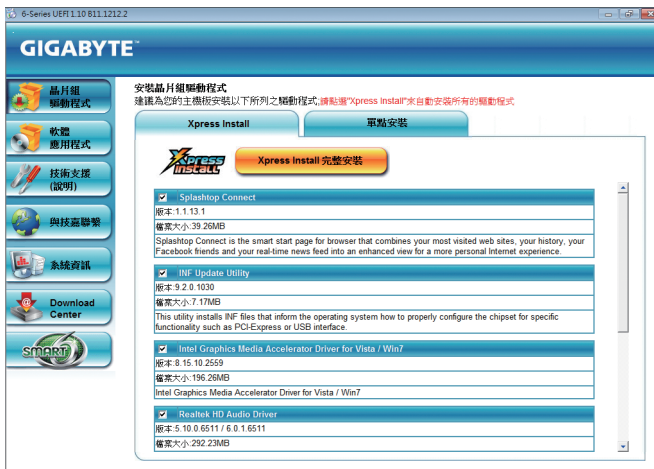 6-Series UEFI 1.10 B11.1212.2
GIGABYTE™
晶片組
驅動程式
軟體
應用程式
技術支援
(說明)
與技嘉聯繫
系統資訊
Download
Center
SMART
安裝晶片組驅動程式
建議為您的主機板安裝以下所列之驅動程式;請點選"Xpress Install"來自動安裝所有的驅動程式
Xpress Install
單點安裝
Xpress
INSTALL
Xpress Install 完整安裝
Splashtop Connect
版本:1.1.13.1
檔案大小:39.26MB
Splashtop Connect is the smart start page for browser that combines your most visited web sites, your history, your
Facebook friends and your real-time news feed into an enhanced view for a more personal Internet experience.
INF Update Utility
版本:9.2.0.1030
檔案大小:7.17MB
This utility installs INF files that inform the operating system how to properly configure the chipset for specific
functionality such as PCI-Express or USB interface.
Intel Graphics Media Accelerator Driver for Vista / Win7
版本:8.15.10.2559
檔案大小:196.26MB
Intel Graphics Media Accelerator Driver for Vista / Win7
Realtek HD Audio Driver
版本:5.10.0.6511 / 6.0.1.6511
檔案大小:292.23MB